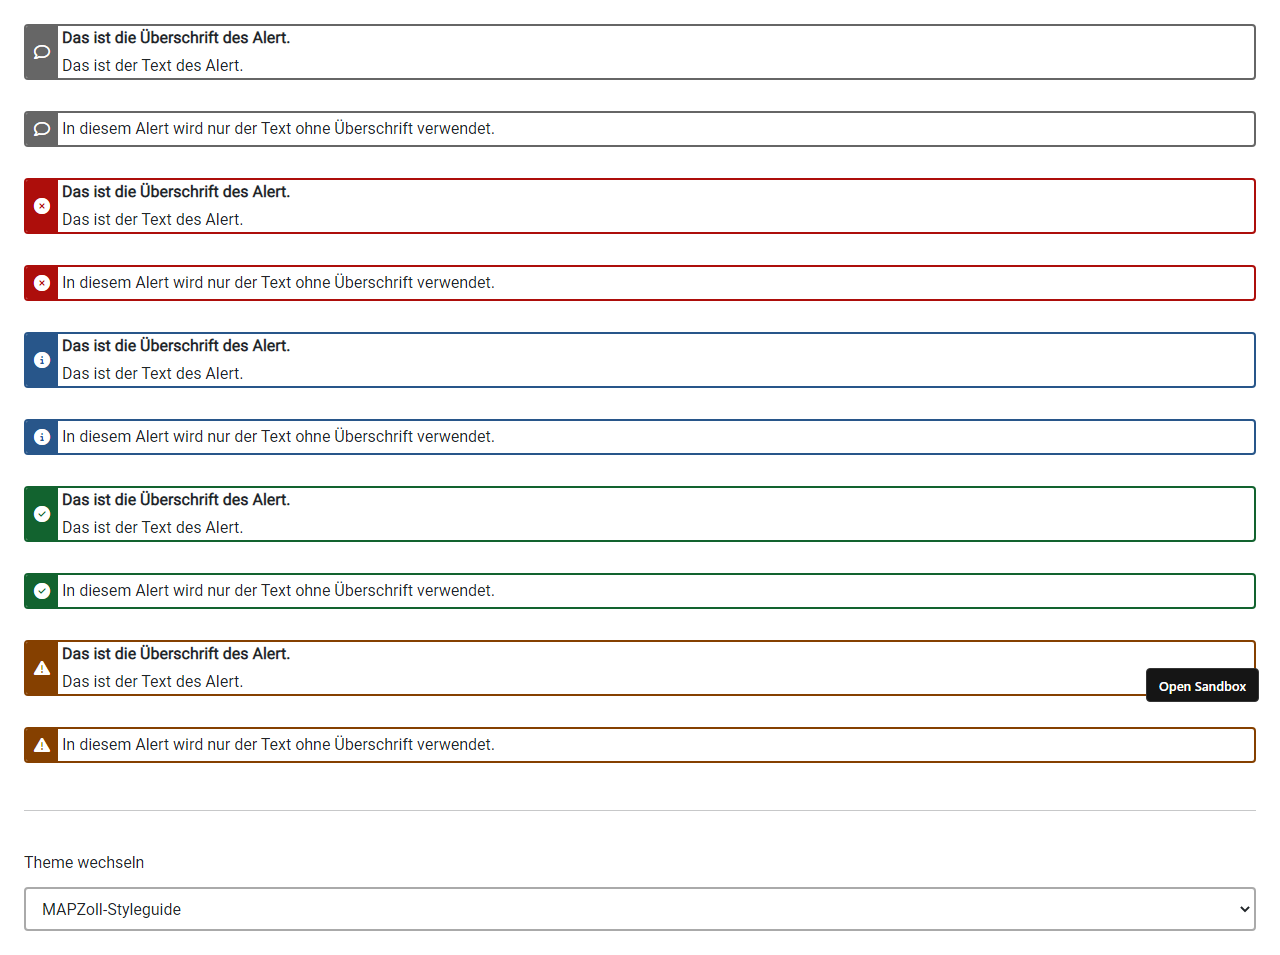 Das ist die Überschrift des Alert.
Das ist der Text des Alert.
In diesem Alert wird nur der Text ohne Überschrift verwendet.
Das ist die Überschrift des Alert.
Das ist der Text des Alert.
In diesem Alert wird nur der Text ohne Überschrift verwendet.
Das ist die Überschrift des Alert.
Das ist der Text des Alert.
In diesem Alert wird nur der Text ohne Überschrift verwendet.
Das ist die Überschrift des Alert.
Das ist der Text des Alert.
In diesem Alert wird nur der Text ohne Überschrift verwendet.
Das ist die Überschrift des Alert.
Das ist der Text des Alert.
Open Sandbox
In diesem Alert wird nur der Text ohne Überschrift verwendet.
Theme wechseln
MAPZoll-Styleguide